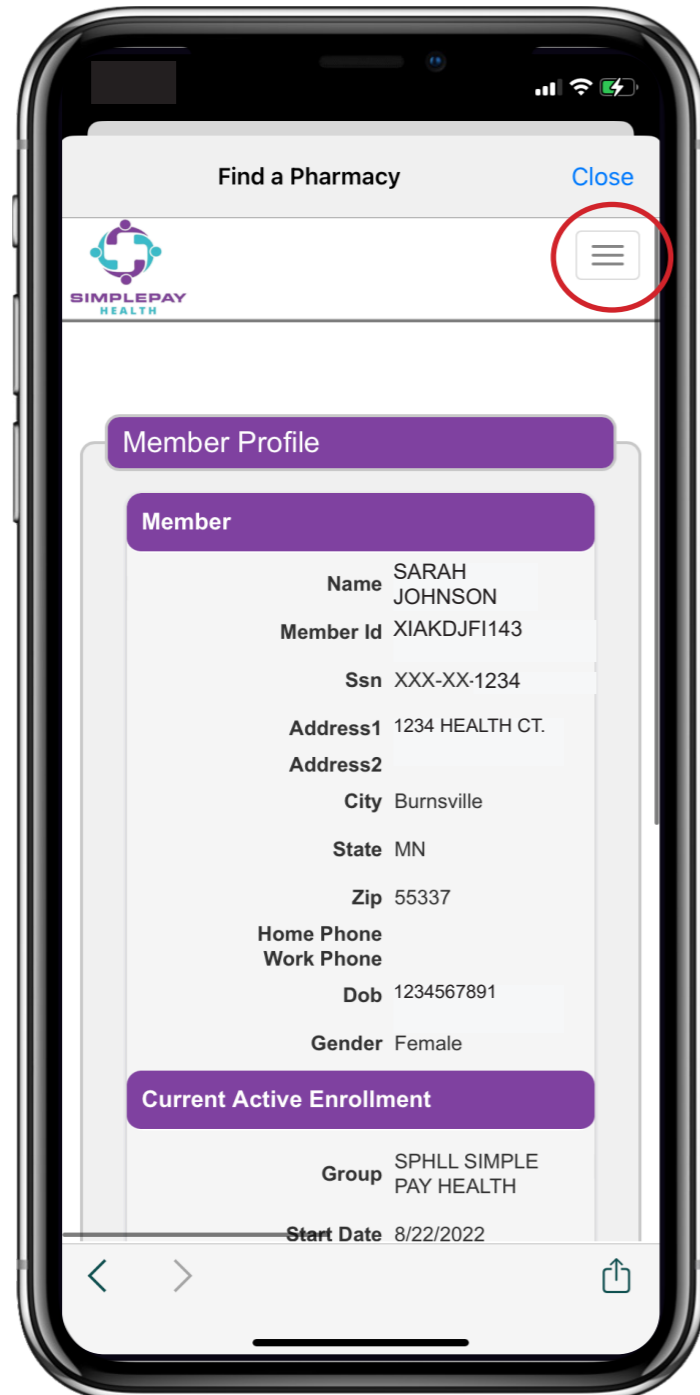 Find a Pharmacy Close
SIMPLEPAY
HEALTH
Member Profile
Member
Name SARAH
JOHNSON
Member Id XIAKDJFI143
Ssn XXX-XX-1234
Address1 1234 HEALTH CT.
Address2
City Burnsville
State MN
Zip 55337
Home Phone
Work Phone
Dob 1234567891
Gender Female
Current Active Enrollment
Group SPHLL SIMPLE
PAY HEALTH
Start Date 8/22/2022